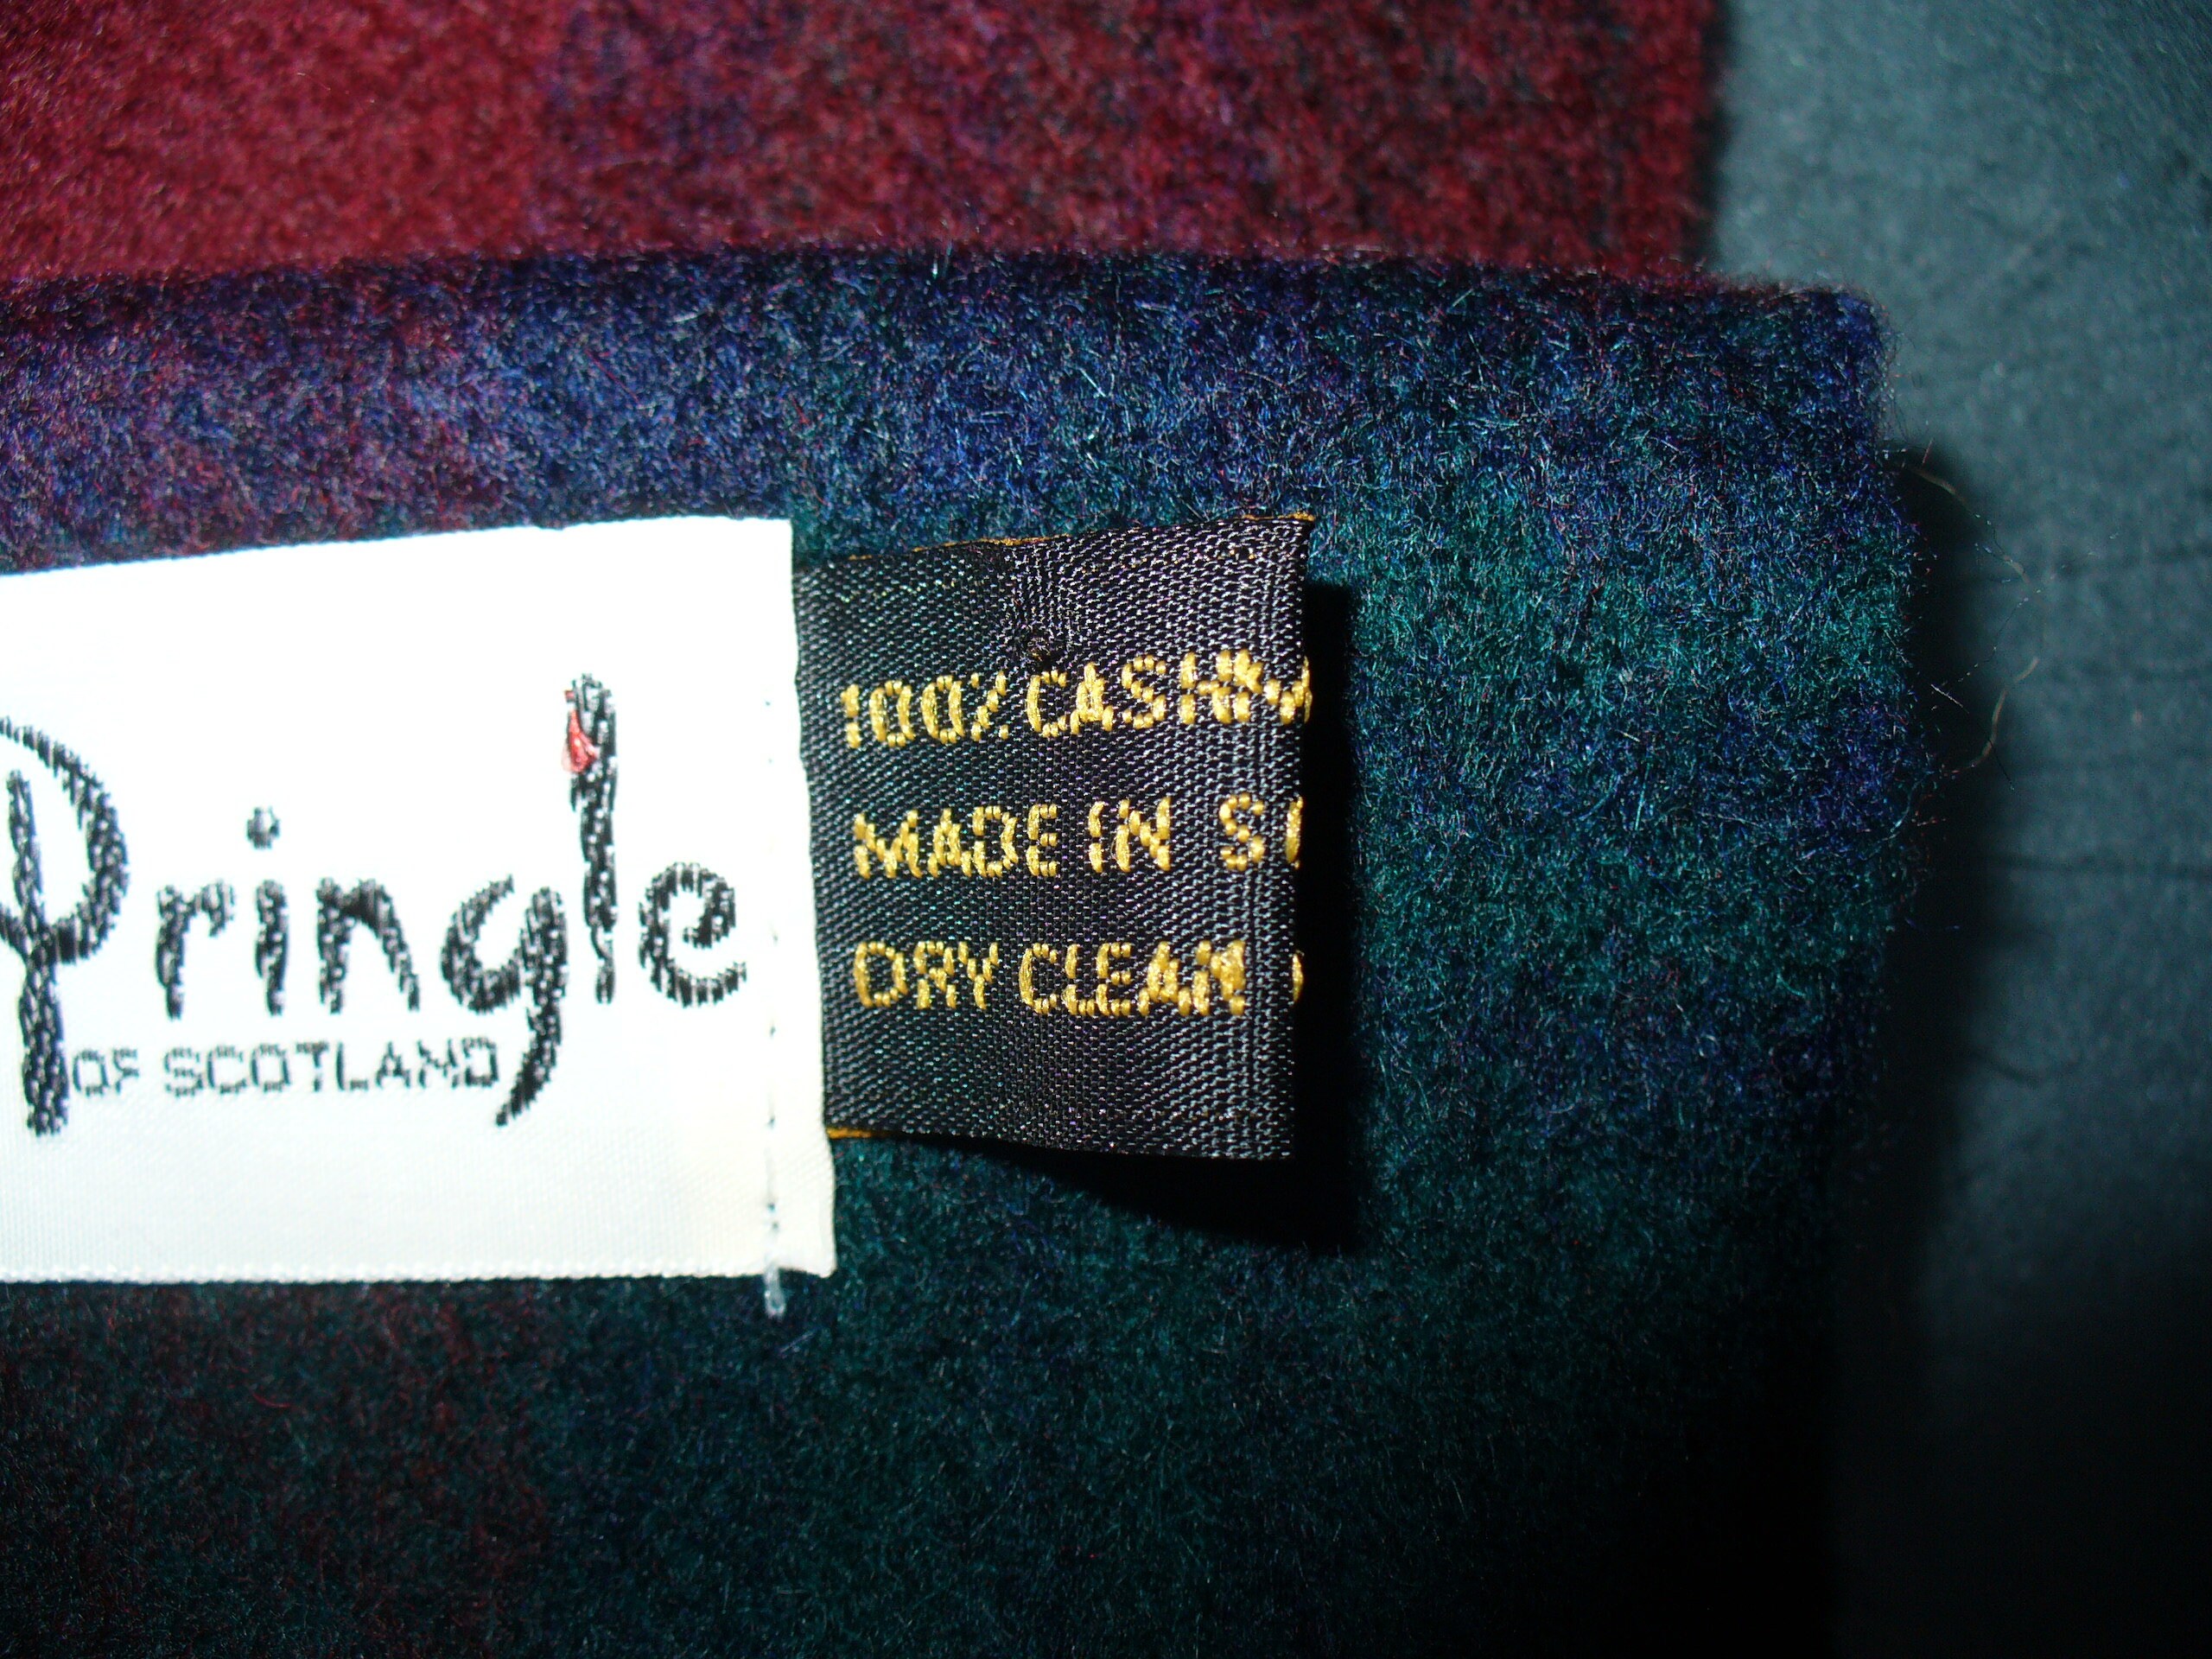 Pringle
OF SCOTLAND
100% CASHM
MADE IN S
DRY CLEAN